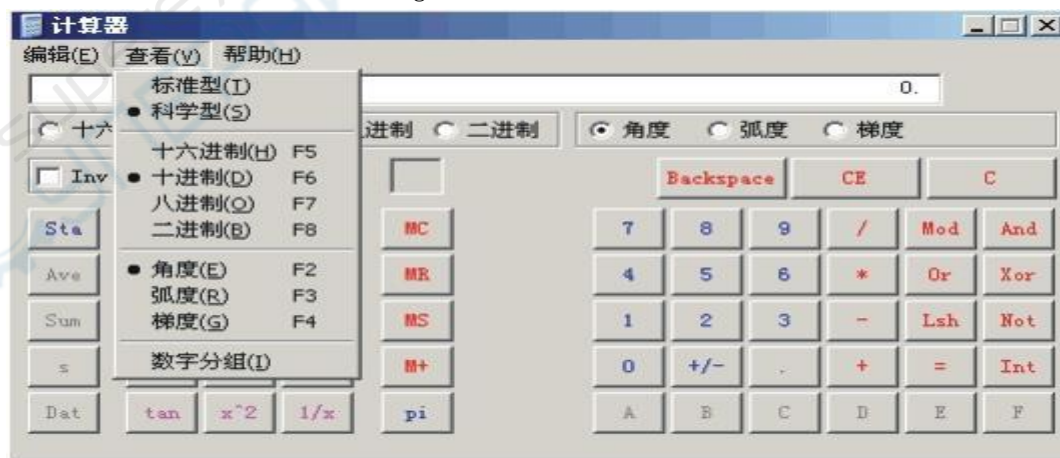 计算器
编辑(E) 查看(V) 帮助(H)
0.
标准型(T)
科学型(S)
十六进制(H) F5
十进制(D) F6
八进制(O) F7
二进制(B) F8
角度(E) F2
弧度(R) F3
梯度(G) F4
数字分组(I)
十六 进制 二进制 角度 弧度 梯度
Inv Backspace CE C
Sta MC 7 8 9 / Mod And
Ave MR 4 5 6 * Or Xor
Sum MS 1 2 3 - Lsh Not
s M+ 0 +/- . + = Int
Dat tan x^2 1/x pi A B C D E F